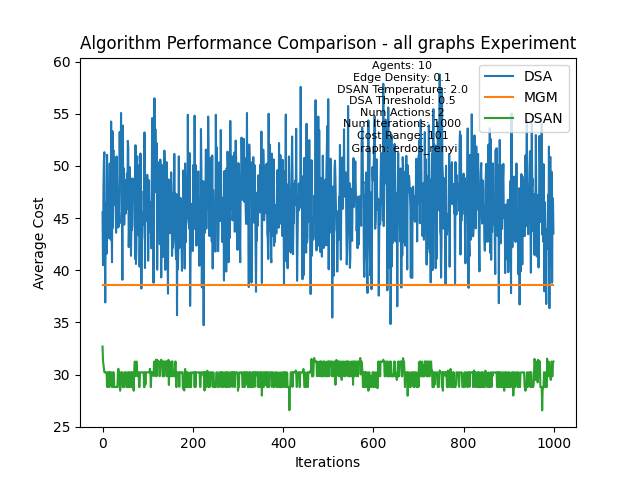 Algorithm Performance Comparison - all graphs Experiment
Agents: 10
Edge Density: 0.1
DSAN Temperature: 2.0
DSA Threshold: 0.5
Num Actions: 2
Num Iterations: 1000
Cost Range: 101
Graph: erdos_renyi
DSA
MGM
DSAN
Average Cost
60
55
50
45
40
35
30
25
0
200
400
600
800
1000
Iterations